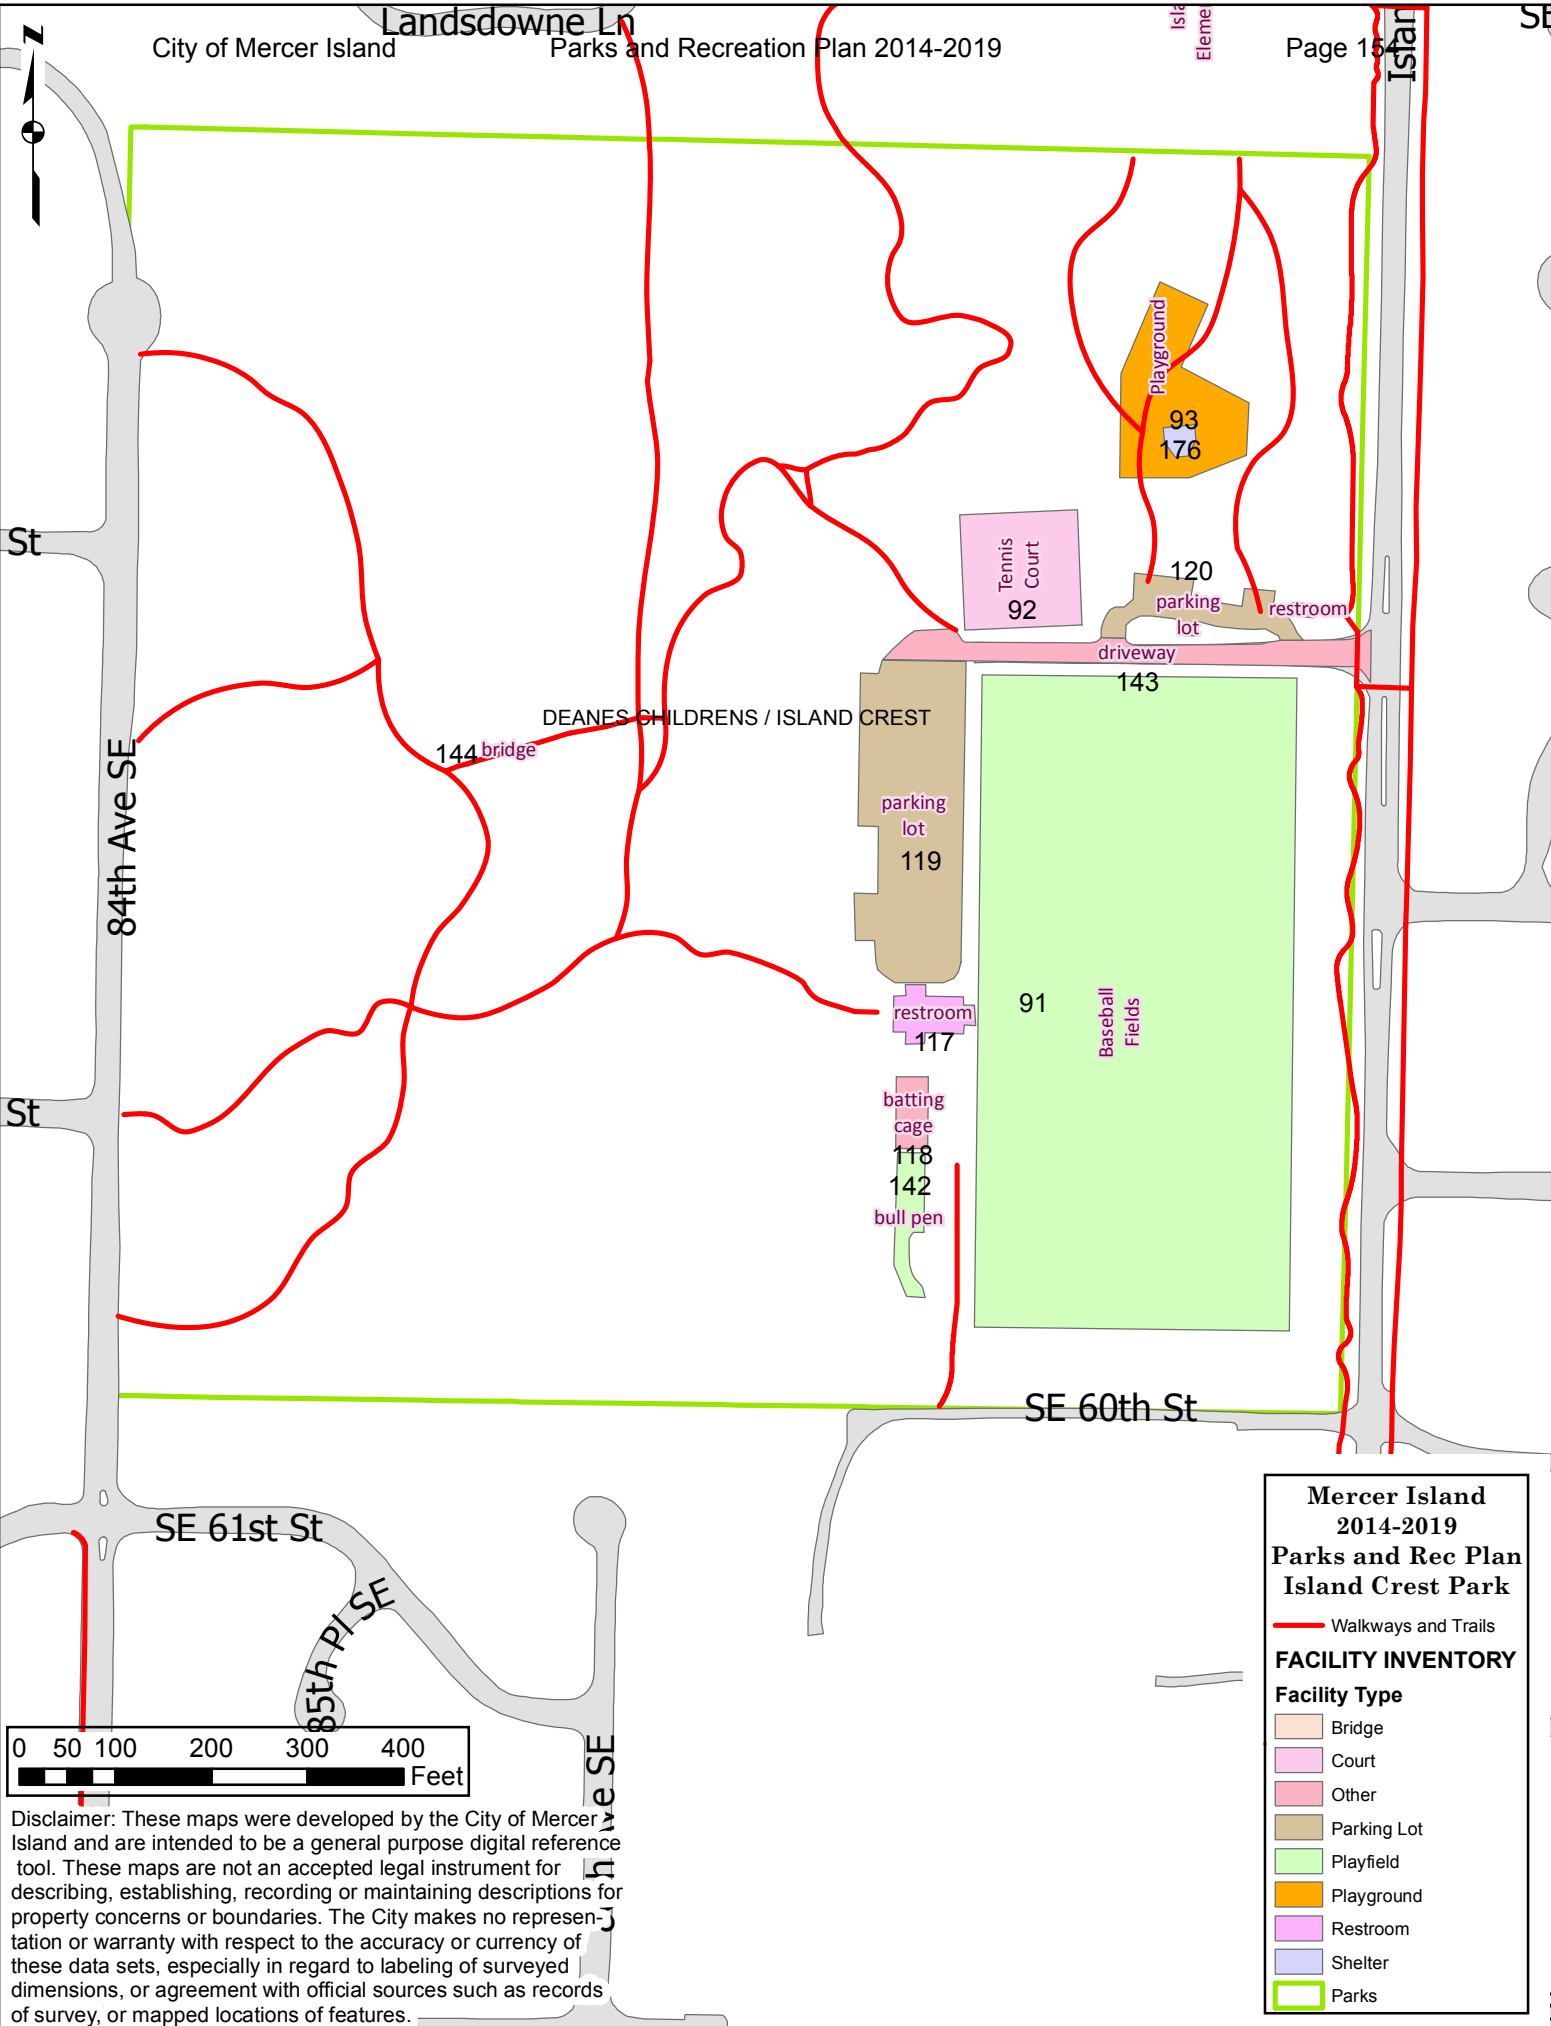 Landsdowne Ln
City of Mercer Island
Parks and Recreation Plan 2014-2019
Page 154
Isla
Elemen
Islan
SE
z
Playground
93
176
St
Tennis
Court
92
120
parking
lot
restroom
driveway
143
DEANES CHILDRENS / ISLAND CREST
144
bridge
84th Ave SE
parking
lot
119
91
Baseball
Fields
restroom
117
St
batting
cage
118
142
bull pen
SE 60th St
SE 61st St
85th Pl SE
ve SE
Mercer Island
2014-2019
Parks and Rec Plan
Island Crest Park
Walkways and Trails
FACILITY INVENTORY
Facility Type
Bridge
Court
Other
Parking Lot
Playfield
Playground
Restroom
Shelter
Parks
0 50 100 200 300 400
Feet
Disclaimer: These maps were developed by the City of Mercer
Island and are intended to be a general purpose digital reference
tool. These maps are not an accepted legal instrument for
describing, establishing, recording or maintaining descriptions for
property concerns or boundaries. The City makes no represen-
tation or warranty with respect to the accuracy or currency of
these data sets, especially in regard to labeling of surveyed
dimensions, or agreement with official sources such as records
of survey, or mapped locations of features.